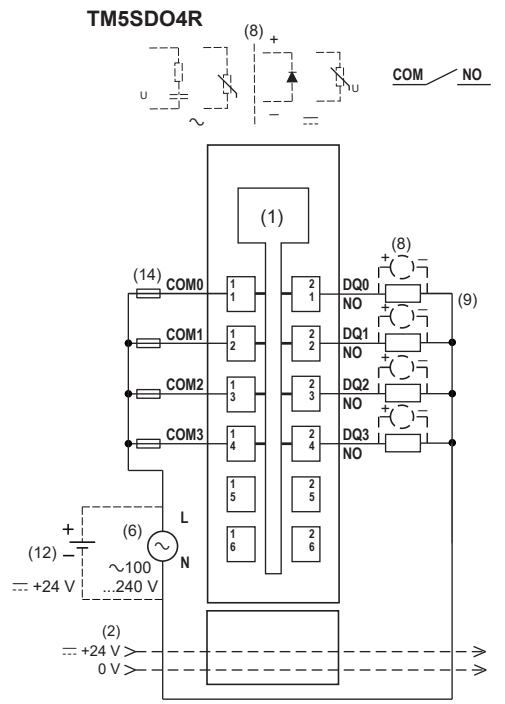 TM5SDO4R
(8)
+
COM NO
U
U
∼
−
⎓
(1)
(8)
+ −
(14) COM0 1 1 2 1 DQ0 NO (9)
+ −
COM1 1 2 2 2 DQ1 NO
+ −
COM2 1 3 2 3 DQ2 NO
+ −
COM3 1 4 2 4 DQ3 NO
1 5 2 5
L
+ (6) 1 6 2 6
(12) − ∼ N
∼100
⎓ +24 V ...240 V
(2)
⎓ +24 V
0 V